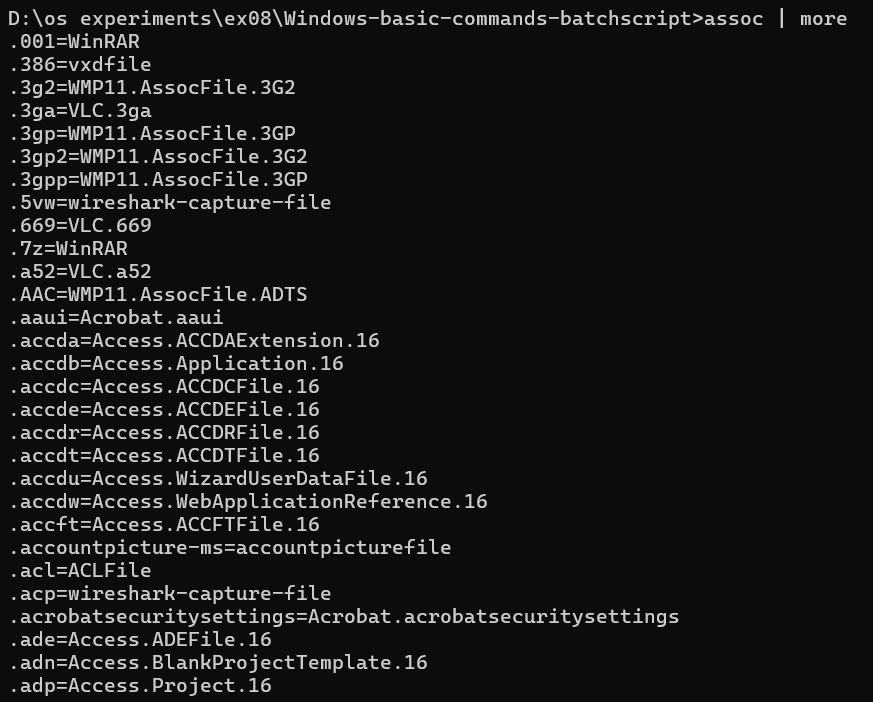 D:\os experiments\ex08\Windows-basic-commands-batchscript>assoc | more
.001=WinRAR
.386=vxdfile
.3g2=WMP11.AssocFile.3G2
.3ga=VLC.3ga
.3gp=WMP11.AssocFile.3GP
.3gp2=WMP11.AssocFile.3G2
.3gpp=WMP11.AssocFile.3GP
.5vw=wireshark-capture-file
.669=VLC.669
.7z=WinRAR
.a52=VLC.a52
.AAC=WMP11.AssocFile.ADTS
.aaui=Acrobat.aaui
.accda=Access.ACCDAExtension.16
.accdb=Access.Application.16
.accdc=Access.ACCDCFile.16
.accde=Access.ACCDEFile.16
.accdr=Access.ACCDRFile.16
.accdt=Access.ACCDTFile.16
.accdu=Access.WizardUserDataFile.16
.accdw=Access.WebApplicationReference.16
.accft=Access.ACCFTFile.16
.accountpicture-ms=accountpicturefile
.acl=ACLFile
.acp=wireshark-capture-file
.acrobatsecuritysettings=Acrobat.acrobatsecuritysettings
.ade=Access.ADEFile.16
.adn=Access.BlankProjectTemplate.16
.adp=Access.Project.16